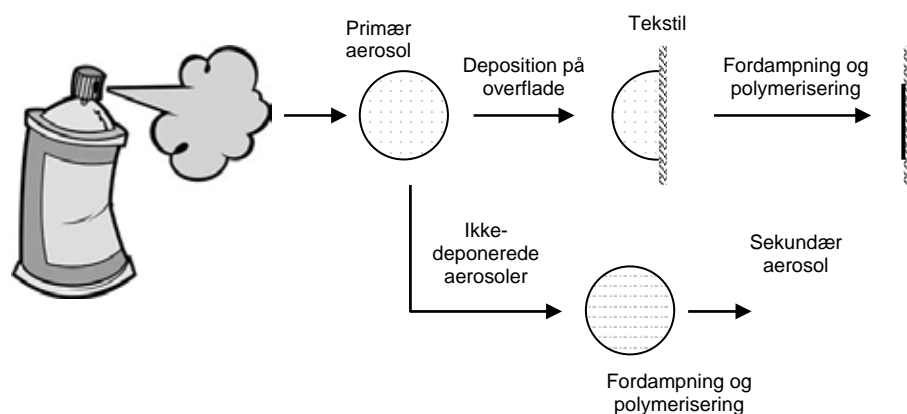 Primær
aerosol
Deposition på
overflade
Tekstil
Fordampning og
polymerisering
Ikke-
deponerede
aerosoler
Sekundær
aerosol
Fordampning og
polymerisering